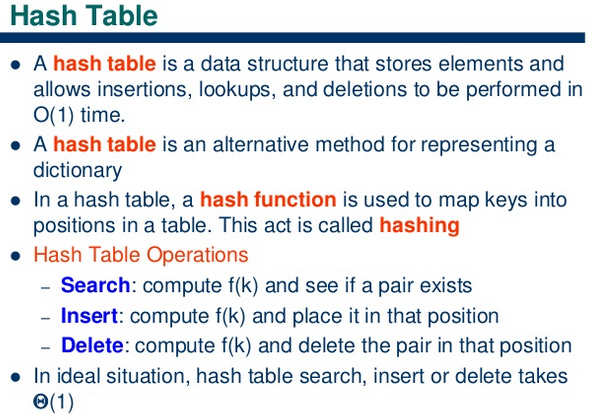 Hash Table
● A hash table is a data structure that stores elements and
allows insertions, lookups, and deletions to be performed in
O(1) time.
● A hash table is an alternative method for representing a
dictionary
● In a hash table, a hash function is used to map keys into
positions in a table. This act is called hashing
● Hash Table Operations
– Search: compute f(k) and see if a pair exists
– Insert: compute f(k) and place it in that position
– Delete: compute f(k) and delete the pair in that position
● In ideal situation, hash table search, insert or delete takes
Θ(1)